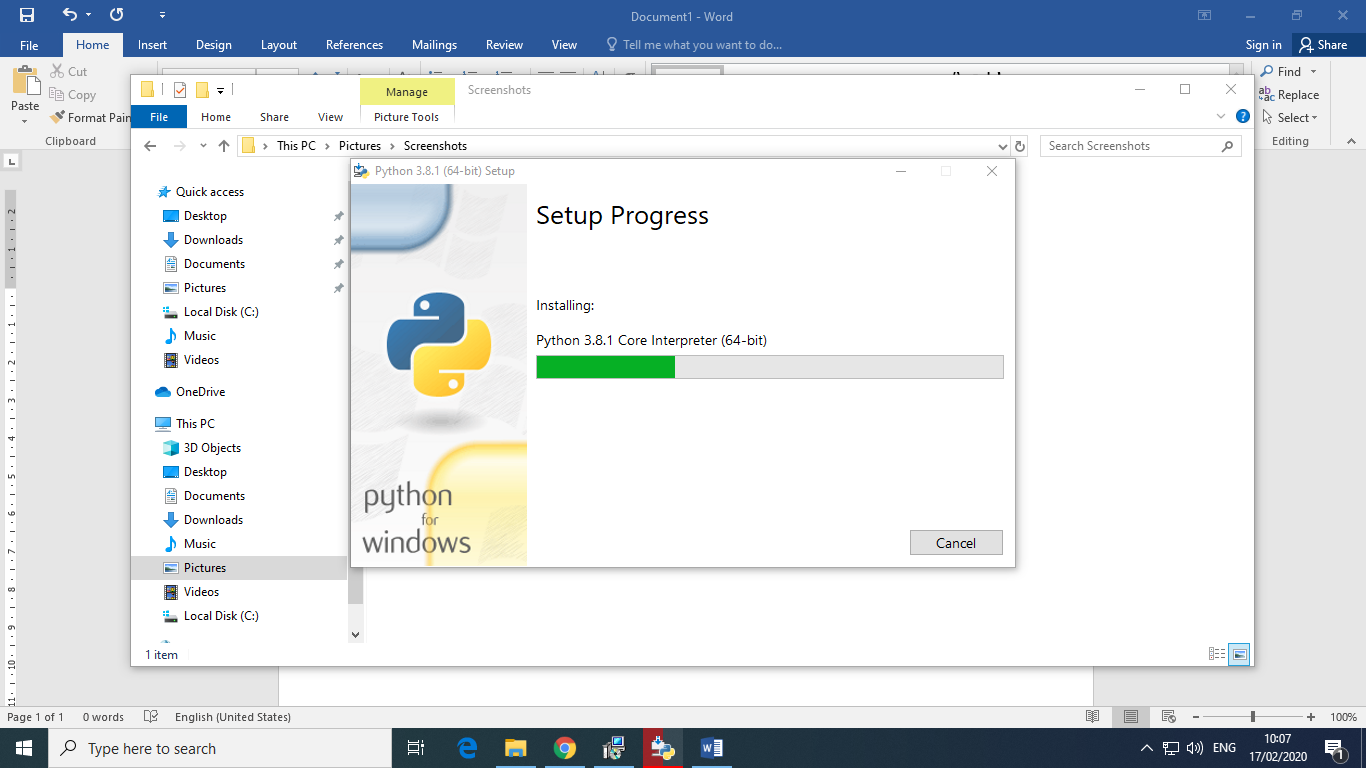 Document1 - Word
File Home Insert Design Layout References Mailings Review View Tell me what you want to do... Sign in Share
Cut
Copy
Format Pain
Paste
Clipboard
Find
Replace
Select
Editing
Manage Screenshots
File Home Share View Picture Tools
This PC Pictures Screenshots Search Screenshots
Quick access
Desktop
Downloads
Documents
Pictures
Local Disk (C:)
Music
Videos
OneDrive
This PC
3D Objects
Desktop
Documents
Downloads
Music
Pictures
Videos
Local Disk (C:)
1 item
Python 3.8.1 (64-bit) Setup
Setup Progress
Installing:
Python 3.8.1 Core Interpreter (64-bit)
python
for
windows
Cancel
Page 1 of 1 0 words English (United States) 100%
Type here to search
ENG 10:07
17/02/2020
1